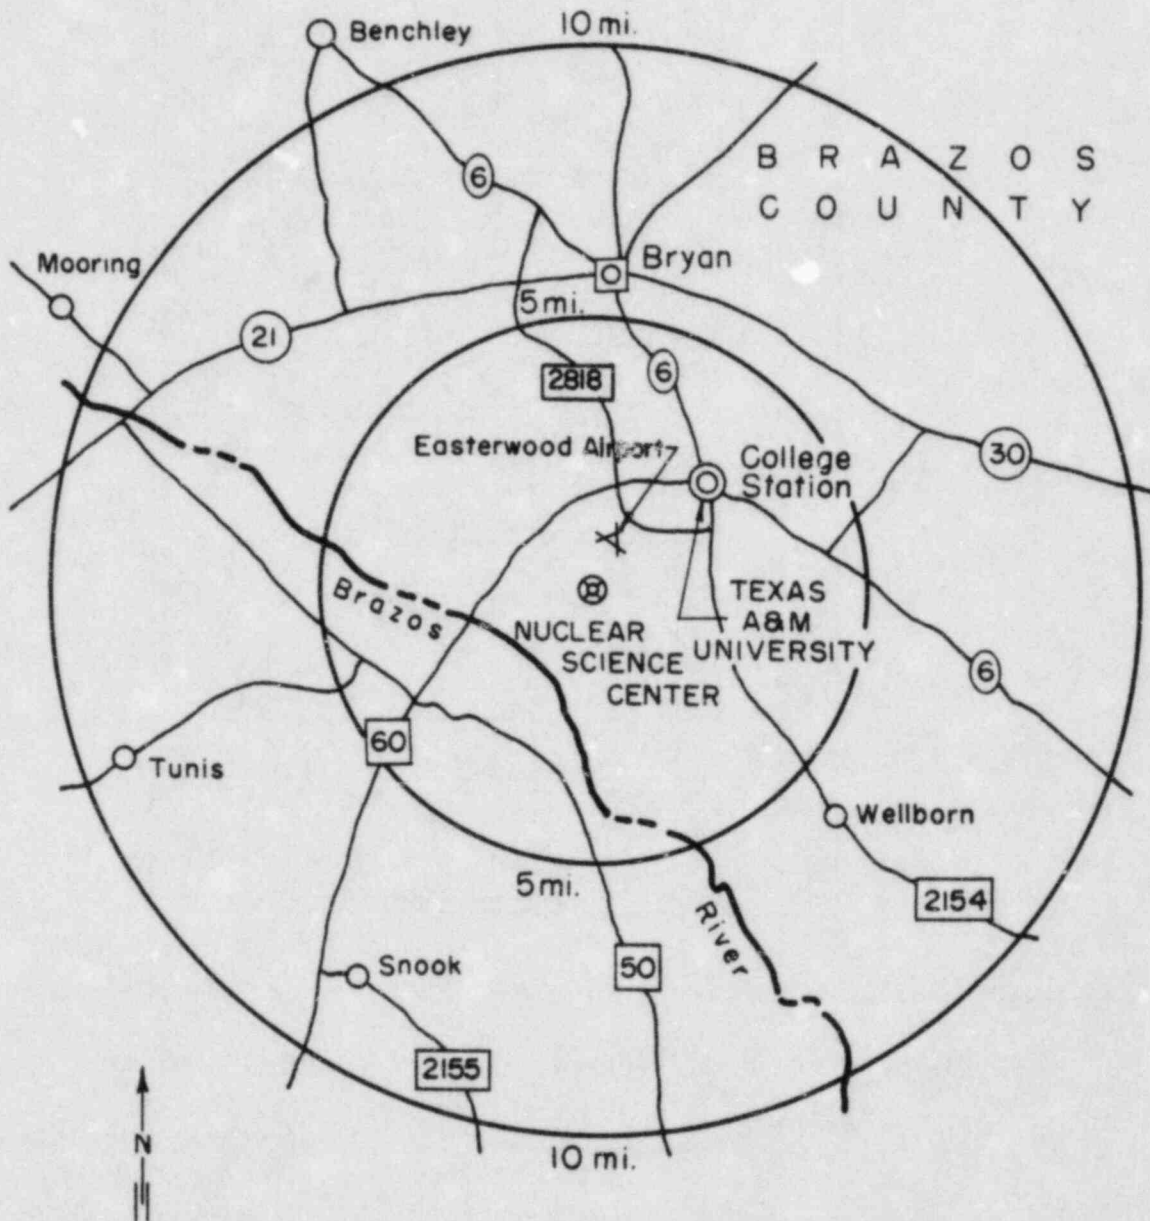 10 mi.
Benchley
B R A Z O S
C O U N T Y
6
Mooring
Bryan
5 mi.
21
6
2818
Easterwood Airport
College
Station
30
Brazos
TEXAS
A&M
UNIVERSITY
NUCLEAR
SCIENCE
CENTER
6
60
Tunis
Wellborn
5 mi.
2154
River
Snook
50
2155
N
10 mi.